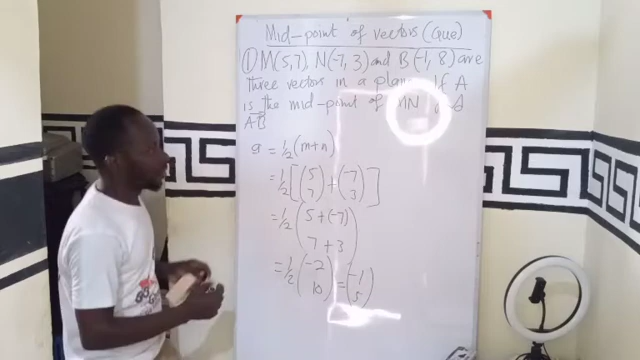 Mid-point of vectors (Que)
① M(5,7), N(-7, 3) and B(-1, 8) are
three vectors in a plane. If A
is the mid-point of MN
AB
a = 1/2 (m+n)
= 1/2 [(5 7) + (-7 3)]
= 1/2 (5+(-7) 7+3)
= 1/2 (-2 10) = (-1 5)